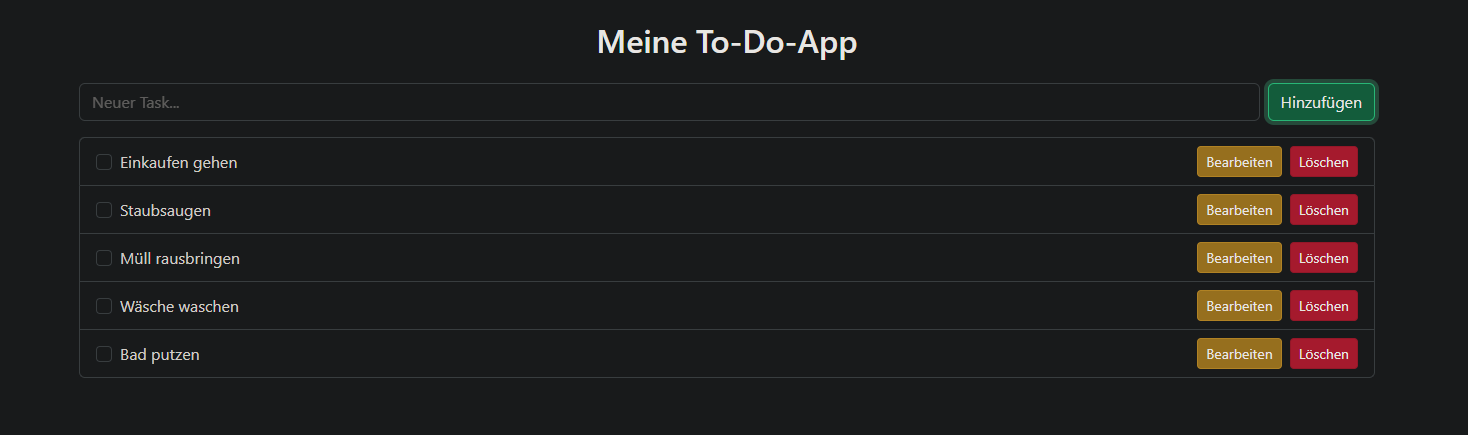 Meine To-Do-App
Neuer Task... Hinzufügen
Einkaufen gehen Bearbeiten Löschen
Staubsaugen Bearbeiten Löschen
Müll rausbringen Bearbeiten Löschen
Wäsche waschen Bearbeiten Löschen
Bad putzen Bearbeiten Löschen